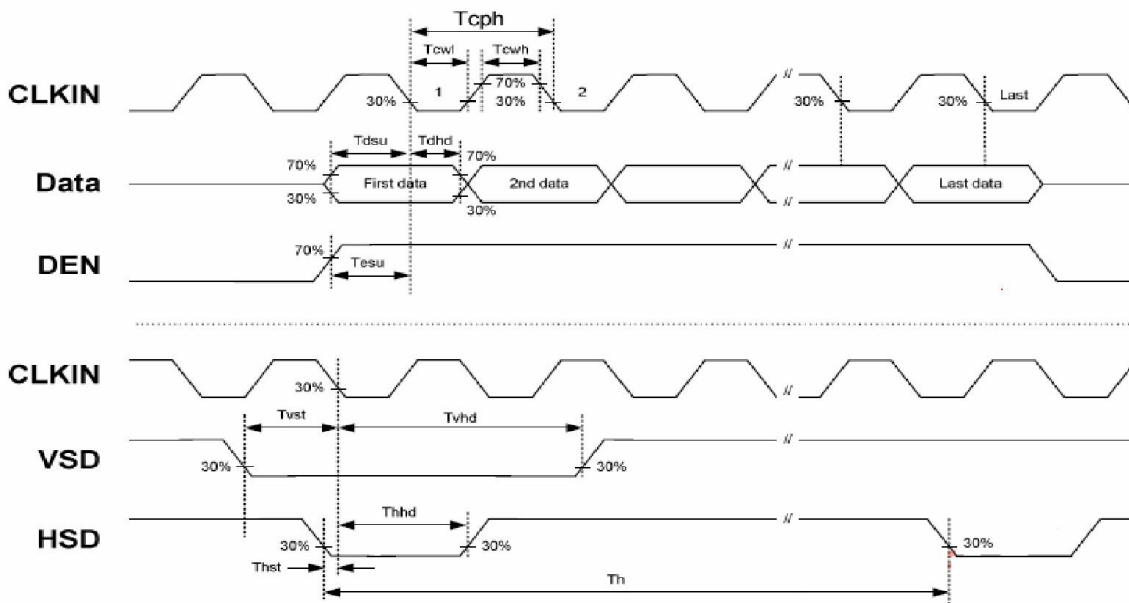 Tcph
Tcwl Tcwh
CLKIN 30% 1 70% 30% 2 // 30% 30% Last
Tdsu Tdhd
70% 70%
Data First data 2nd data // Last data
30% 30%
70% //
DEN Tesu
CLKIN 30% //
Tvst Tvhd
VSD 30% 30% //
Thhd
HSD 30% 30% // 30%
Thst
Th